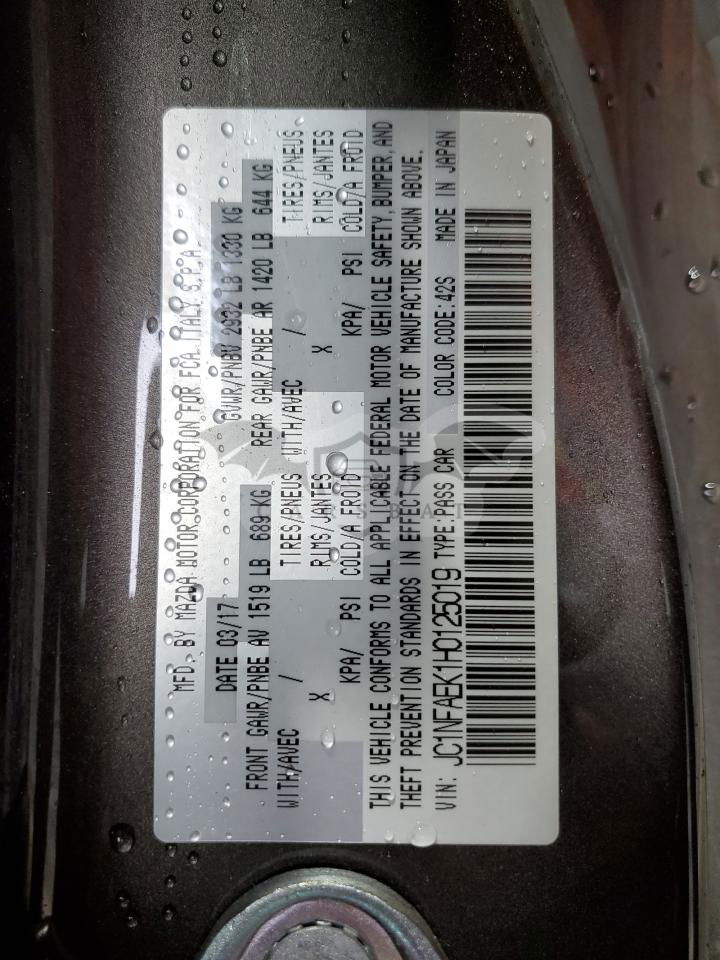 MFD. BY MAZDA MOTOR CORPORATION FOR FCA ITALY S.P.A
DATE 03/17 GVWR/PNBV 2932 LB 1330 KG
FRONT GAWR/PNBE AV 1519 LB 689 KG REAR GAWR/PNBE AR 1420 LB 644 KG
WITH/AVEC / TIRES/PNEUS WITH/AVEC / TIRES/PNEUS
X RIMS/JANTES X RIMS/JANTES
KPA/ PSI COLD/A FROID KPA/ PSI COLD/A FROID
THIS VEHICLE CONFORMS TO ALL APPLICABLE FEDERAL MOTOR VEHICLE SAFETY, BUMPER, AND
THEFT PREVENTION STANDARDS IN EFFECT ON THE DATE OF MANUFACTURE SHOWN ABOVE.
VIN: JC1NFAEK1H0125019 TYPE:PASS CAR COLOR CODE:42S MADE IN JAPAN